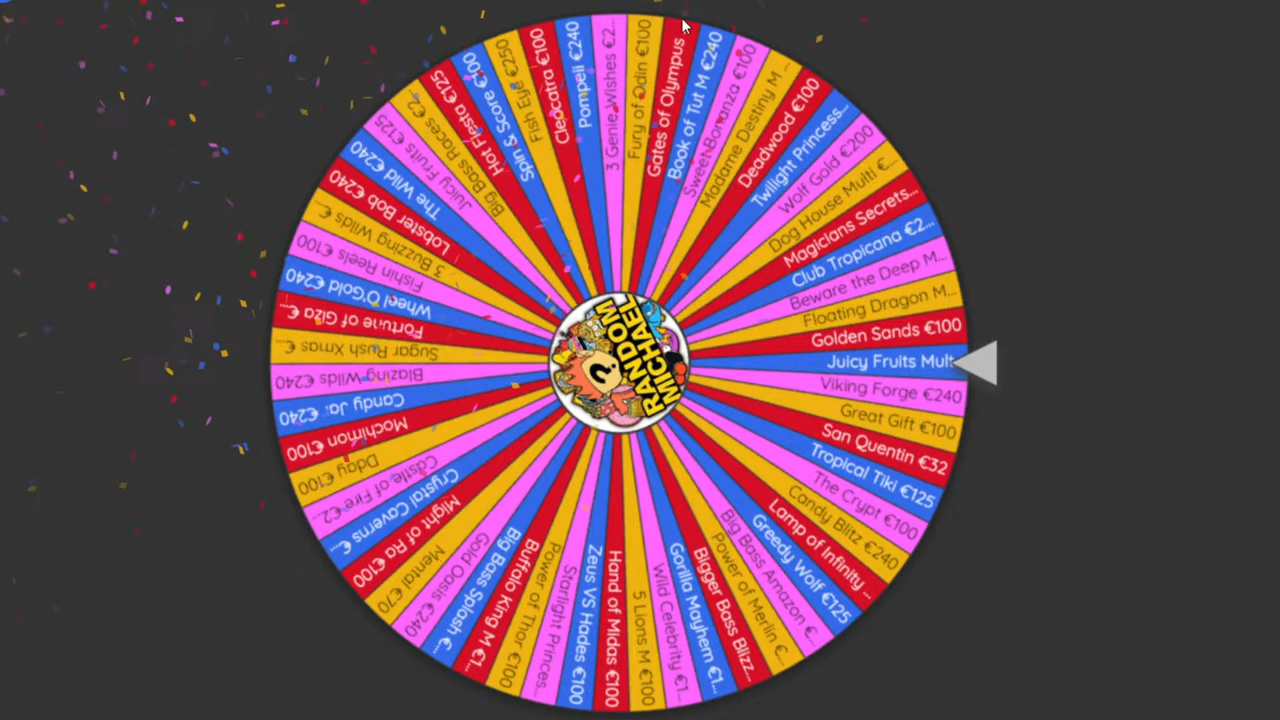 3 Genie Wishes €2...
Fury of Odin €100
Gates of Olympus
Book of Tut M €240
Sweet Bonanza €100
Madame Destiny M ...
Deadwood €100
Twilight Princess...
Wolf Gold €200
Dog House Multi €...
Magicians Secrets...
Club Tropicana €2...
Beware the Deep M...
Floating Dragon M...
Golden Sands €100
Juicy Fruits Mult
Viking Forge €240
Great Gift €100
San Quentin €32
Tropical Tiki €125
The Crypt €100
Candy Blitz €240
Lamp of Infinity ...
Greedy Wolf €125
Big Bass Amazon €...
Power of Merlin €...
Bigger Bass Blizz...
Gorilla Mayhem €1...
Wild Celebrity €1...
5 Lions M €100
Hand of Midas €100
Zeus VS Hades €100
Starlight Princes...
Power of Thor €100
Buffalo King M €1...
Big Bass Splash €...
Gold Oasis €240
Mental €70
Might of Ra €100
Crystal Caverns €...
Castle of Fire €2...
Dday €100
Mochimon €100
Candy Jar €240
Blazing Wilds €240
Sugar Rush Xmas €...
Fortune of Giza €...
Wheel O'Gold €240
Fishin Reels €100
3 Buzzing Wilds €...
Lobster Bob €240
The Wild €240
Juicy Fruits €125
Big Bass Races €2...
Hot Fiesta €125
Spin & Score €100
Fish Eye €250
Cleocatra €100
Pompeii €240
RANDOM
MICHAEL
?